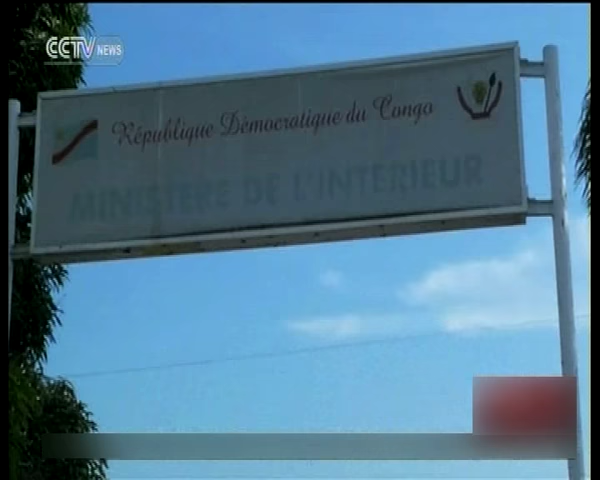 CCTV NEWS
République Démocratique du Congo
MINISTERE DE L'INTERIEUR